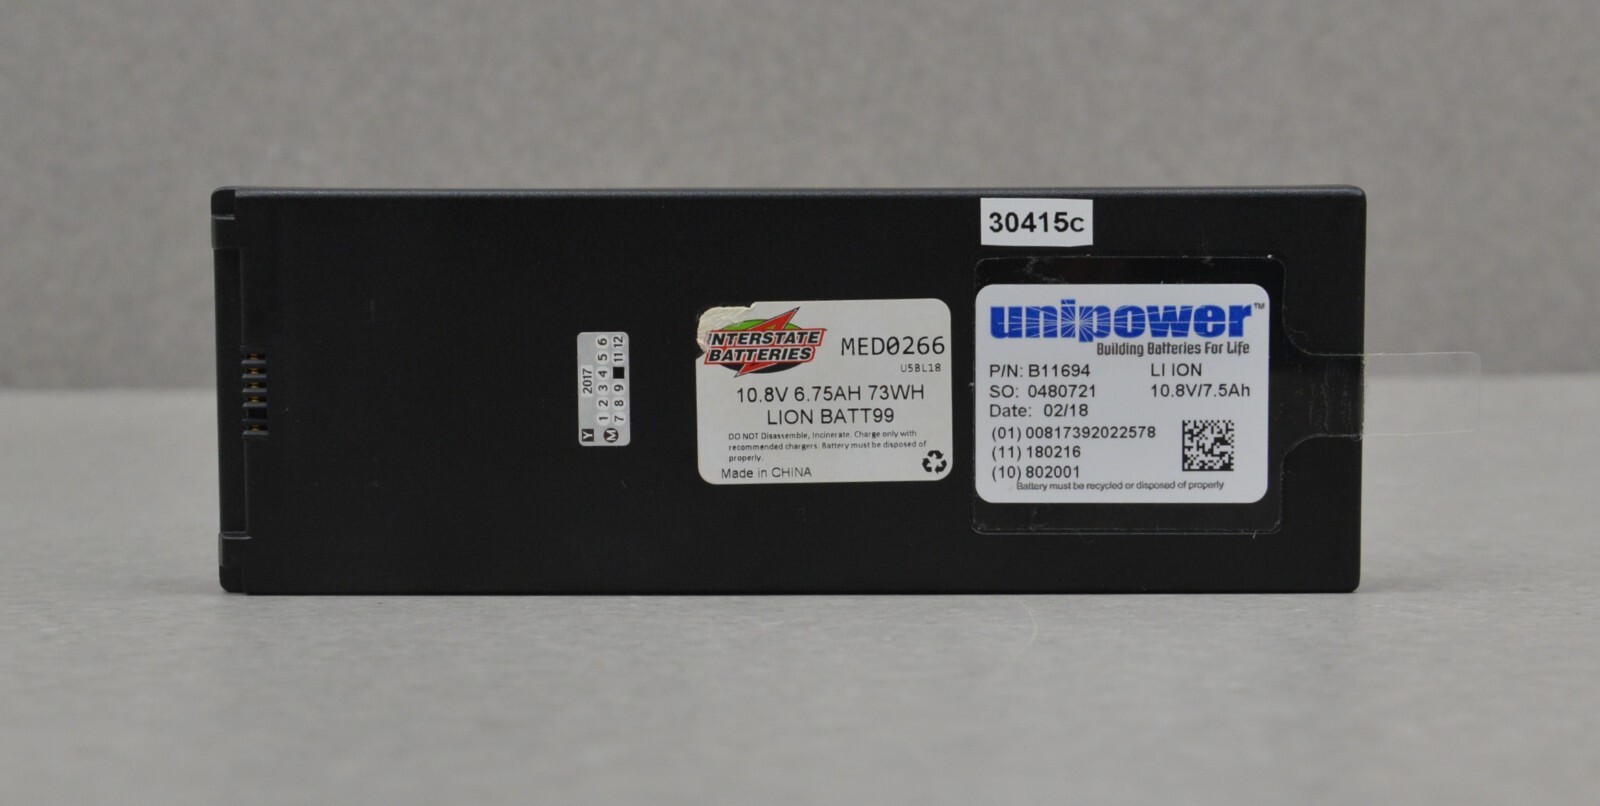 30415c
Y 2017
M 1 2 3 4 5 6
7 8 9 11 12
INTERSTATE
BATTERIES
MED0266
U5BL18
10.8V 6.75AH 73WH
LION BATT99
DO NOT Disassemble, Incinerate. Charge only with
recommended chargers. Battery must be disposed of
properly.
Made in CHINA
unipower™
Building Batteries For Life
P/N: B11694 LI ION
SO: 0480721 10.8V/7.5Ah
Date: 02/18
(01) 00817392022578
(11) 180216
(10) 802001
Battery must be recycled or disposed of properly